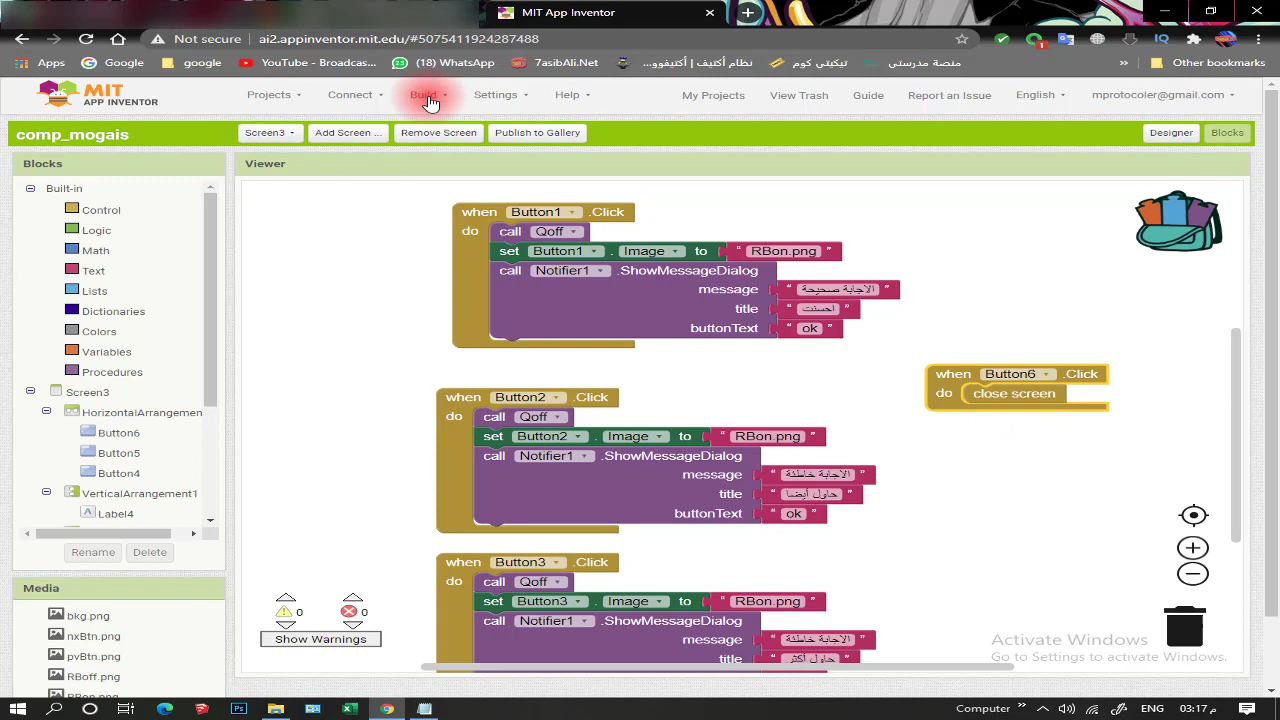 MIT App Inventor
Not secure ai2.appinventor.mit.edu/#5075411924287488
Apps Google google YouTube - Broadcas... (18) WhatsApp 7asibAli.Net نظام أكيتف | أكتيفوو... تيكيتي كوم منصة مدرستي » Other bookmarks
MIT APP INVENTOR Projects Connect Build Settings Help My Projects View Trash Guide Report an Issue English mprotocoler@gmail.com
comp_mogais Screen3 Add Screen ... Remove Screen Publish to Gallery Designer Blocks
Blocks
Built-in
Control
Logic
Math
Text
Lists
Dictionaries
Colors
Variables
Procedures
Screen3
HorizontalArrangemen
Button6
Button5
Button4
VerticalArrangement1
Label4
Rename Delete
Media
bkg.png
nxBtn.png
pvBtn.png
RBoff.png
RBon.png
Viewer
when Button1 .Click
do call Qoff
set Button1 . Image to " RBon.png "
call Notifier1 .ShowMessageDialog
message " الاجابة صحيحة "
title " احسنت "
buttonText " ok "
when Button2 .Click
do call Qoff
set Button2 . Image to " RBon.png "
call Notifier1 .ShowMessageDialog
message " الاجابة خاطئة "
title " حاول أيضا "
buttonText " ok "
when Button3 .Click
do call Qoff
set Button3 . Image to " RBon.png "
call Notifier1 .ShowMessageDialog
message " الاجابة خاطئة "
title " حاول أكثر "
when Button6 .Click
do close screen
0 0
Show Warnings
Activate Windows
Go to Settings to activate Windows.
Computer » ENG ٠٣:١٧ م